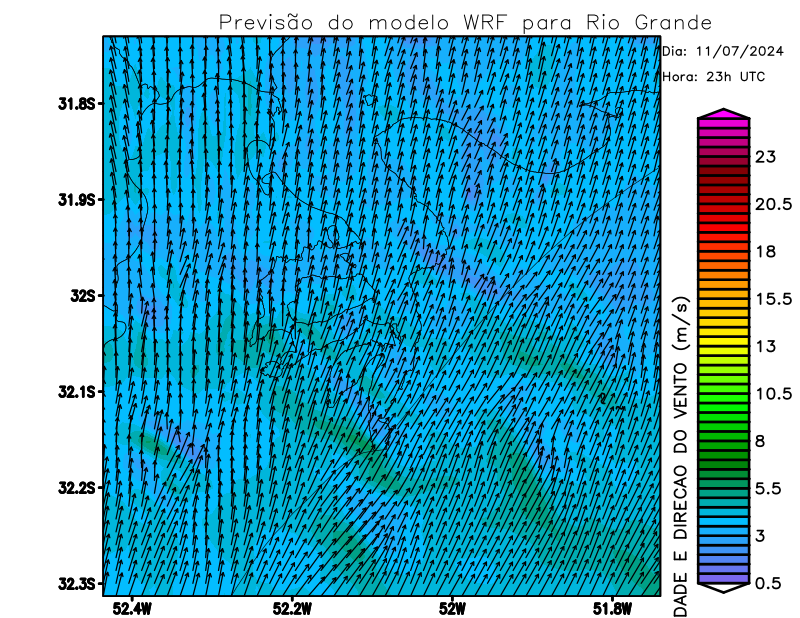 Previsão do modelo WRF para Rio Grande
Dia: 11/07/2024
Hora: 23h UTC
31.8S
31.9S
32S
32.1S
32.2S
32.3S
52.4W
52.2W
52W
51.8W
DADE E DIRECAO DO VENTO (m/s)
23
20.5
18
15.5
13
10.5
8
5.5
3
0.5